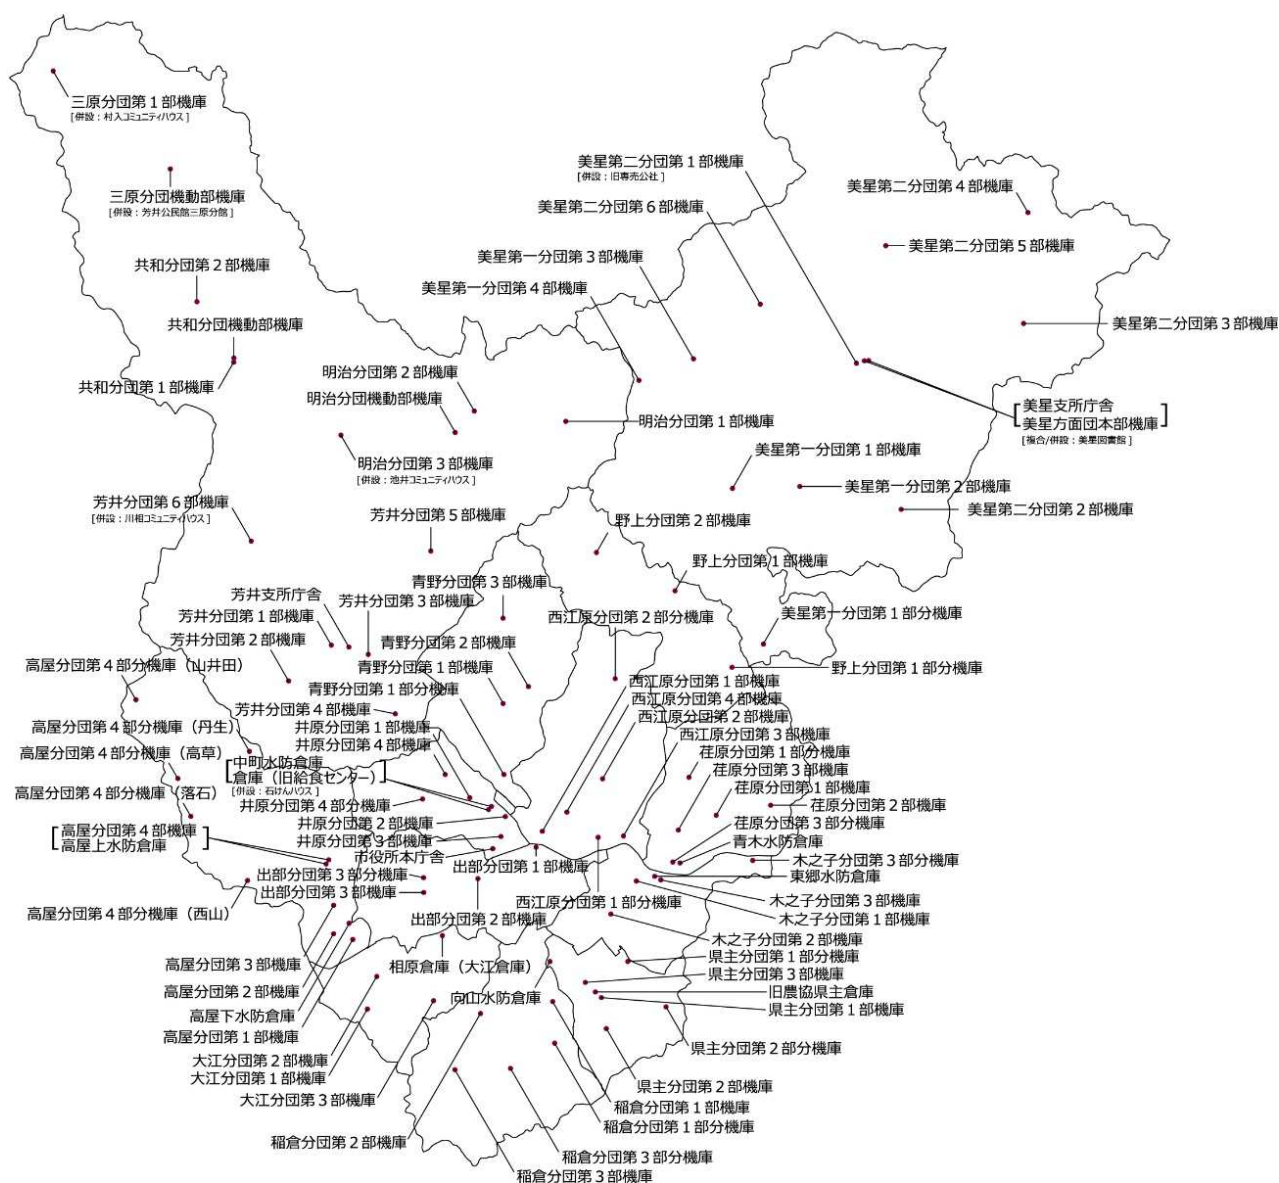 三原分団第１部機庫
[併設：村入コミュニティハウス]
三原分団機動部機庫
[併設：芳井公民館三原分館]
美星第二分団第１部機庫
[併設：旧専売公社]
美星第二分団第４部機庫
美星第二分団第６部機庫
美星第二分団第５部機庫
美星第一分団第３部機庫
共和分団第２部機庫
美星第一分団第４部機庫
共和分団機動部機庫
美星第二分団第３部機庫
明治分団第２部機庫
共和分団第１部機庫
明治分団機動部機庫
美星支所庁舎
美星方面団本部機庫
[複合/併設：美星図書館]
明治分団第１部機庫
美星第一分団第１部機庫
明治分団第３部機庫
[併設：池井コミュニティハウス]
美星第一分団第２部機庫
芳井分団第６部機庫
[併設：川相コミュニティハウス]
美星第二分団第２部機庫
芳井分団第５部機庫
野上分団第２部機庫
野上分団第１部機庫
青野分団第３部機庫
芳井支所庁舎
芳井分団第３部機庫
美星第一分団第１部分機庫
芳井分団第１部機庫
西江原分団第２部分機庫
芳井分団第２部機庫
青野分団第２部機庫
高屋分団第４部分機庫（山井田）
青野分団第１部機庫
野上分団第１部分機庫
西江原分団第１部機庫
青野分団第１部分機庫
西江原分団第４部機庫
芳井分団第４部機庫
西江原分団第２部機庫
高屋分団第４部分機庫（丹生）
井原分団第１部機庫
西江原分団第３部機庫
井原分団第４部機庫
高屋分団第４部分機庫（高草）
荏原分団第１部分機庫
中町水防倉庫
倉庫（旧給食センター）
[併設：石けんハウス]
荏原分団第３部機庫
高屋分団第４部分機庫（落石）
荏原分団第１部機庫
井原分団第４部分機庫
荏原分団第２部機庫
井原分団第２部機庫
荏原分団第３部分機庫
高屋分団第４部機庫
高屋上水防倉庫
井原分団第３部機庫
青木水防倉庫
市役所本庁舎
木之子分団第３部分機庫
出部分団第１部機庫
出部分団第３部分機庫
東郷水防倉庫
出部分団第３部機庫
木之子分団第３部機庫
西江原分団第１部分機庫
高屋分団第４部分機庫（西山）
出部分団第２部機庫
木之子分団第１部機庫
木之子分団第２部機庫
県主分団第１部分機庫
高屋分団第３部機庫
相原倉庫（大江倉庫）
県主分団第３部機庫
高屋分団第２部機庫
向山水防倉庫
旧農協県主倉庫
高屋下水防倉庫
県主分団第１部機庫
高屋分団第１部機庫
県主分団第２部分機庫
大江分団第２部機庫
大江分団第１部機庫
県主分団第２部機庫
大江分団第３部機庫
稲倉分団第１部機庫
稲倉分団第１部分機庫
稲倉分団第２部機庫
稲倉分団第３部分機庫
稲倉分団第３部機庫